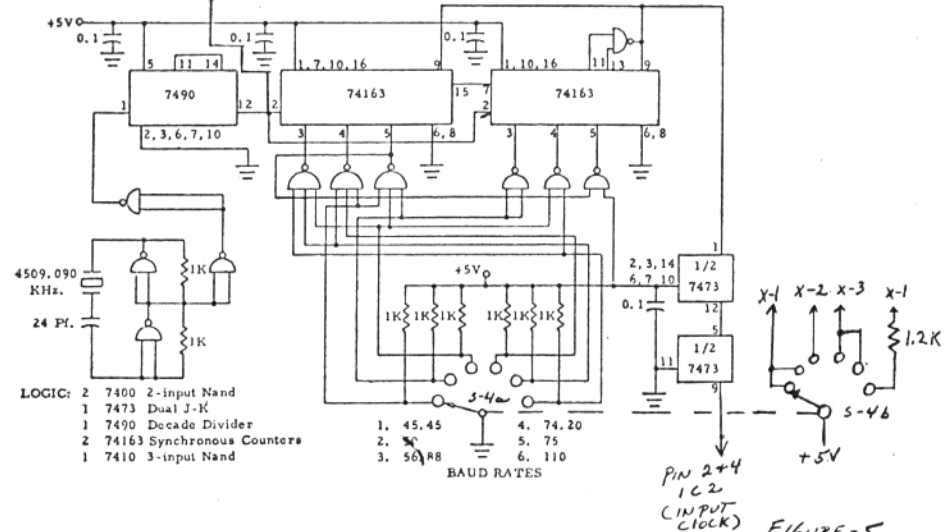 +5V
0.1
0.1
0.1
5
11 14
1,7,10,16
9
1,10,16
11
13
9
1
7490
12
2
74163
15
7
2
74163
2,3,6,7,10
3
4
5
6,8
3
4
5
6,8
4509.090
KHz.
24 Pf.
1K
1K
+5V
1K
1K
1K
1K
1K
1K
2,3,14
6,7,10
0.1
1
1/2
7473
12
5
1/2
7473
11
9
X-1
X-2
X-3
X-1
1.2K
S-4a
S-4b
+5V
LOGIC: 2 7400 2-input Nand
1 7473 Dual J-K
1 7490 Decade Divider
2 74163 Synchronous Counters
1 7410 3-input Nand
1. 45.45
2. 50
3. 56.88
4. 74.20
5. 75
6. 110
BAUD RATES
PIN 2+4
IC2
(INPUT
CLOCK)
FIGURE-5